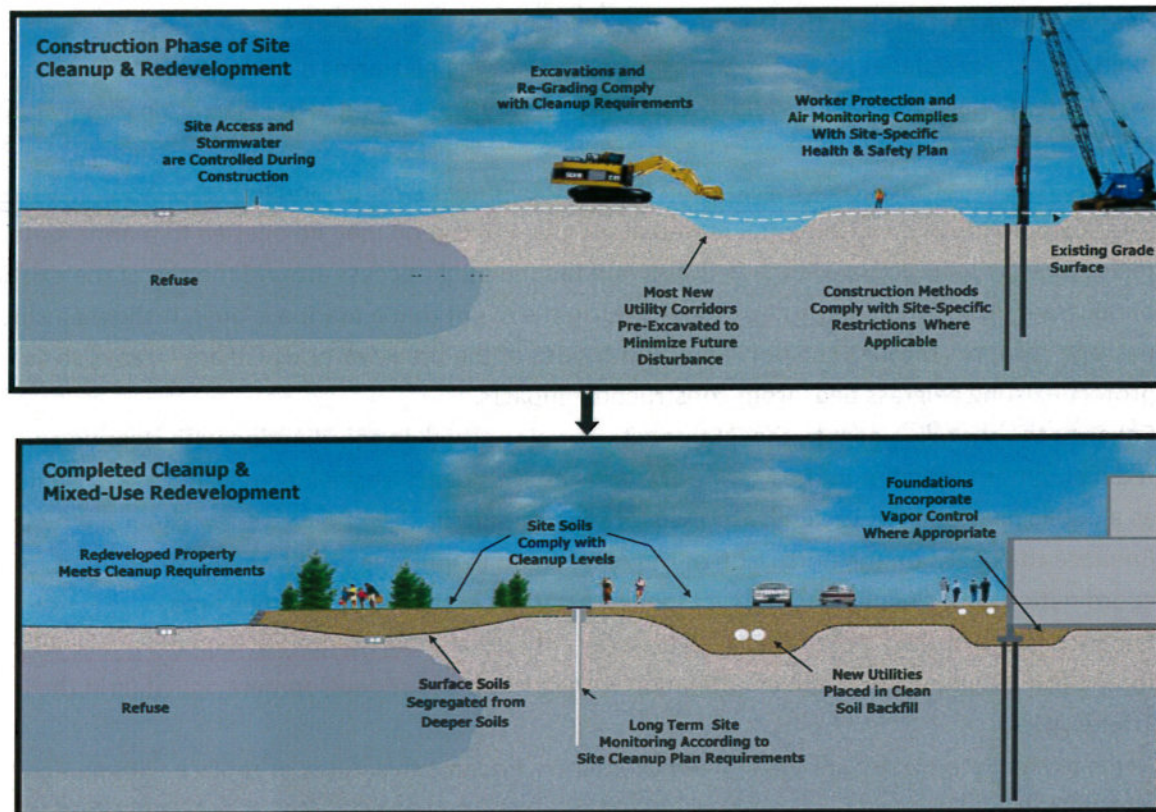 Construction Phase of Site
Cleanup & Redevelopment
Site Access and
Stormwater
are Controlled During
Construction
Excavations and
Re-Grading Comply
with Cleanup Requirements
Worker Protection and
Air Monitoring Complies
With Site-Specific
Health & Safety Plan
Refuse
Most New
Utility Corridors
Pre-Excavated to
Minimize Future
Disturbance
Construction Methods
Comply with Site-Specific
Restrictions Where
Applicable
Existing Grade
Surface
Completed Cleanup &
Mixed-Use Redevelopment
Redeveloped Property
Meets Cleanup Requirements
Site Soils
Comply with
Cleanup Levels
Foundations
Incorporate
Vapor Control
Where Appropriate
Refuse
Surface Soils
Segregated from
Deeper Soils
Long Term Site
Monitoring According to
Site Cleanup Plan Requirements
New Utilities
Placed in Clean
Soil Backfill